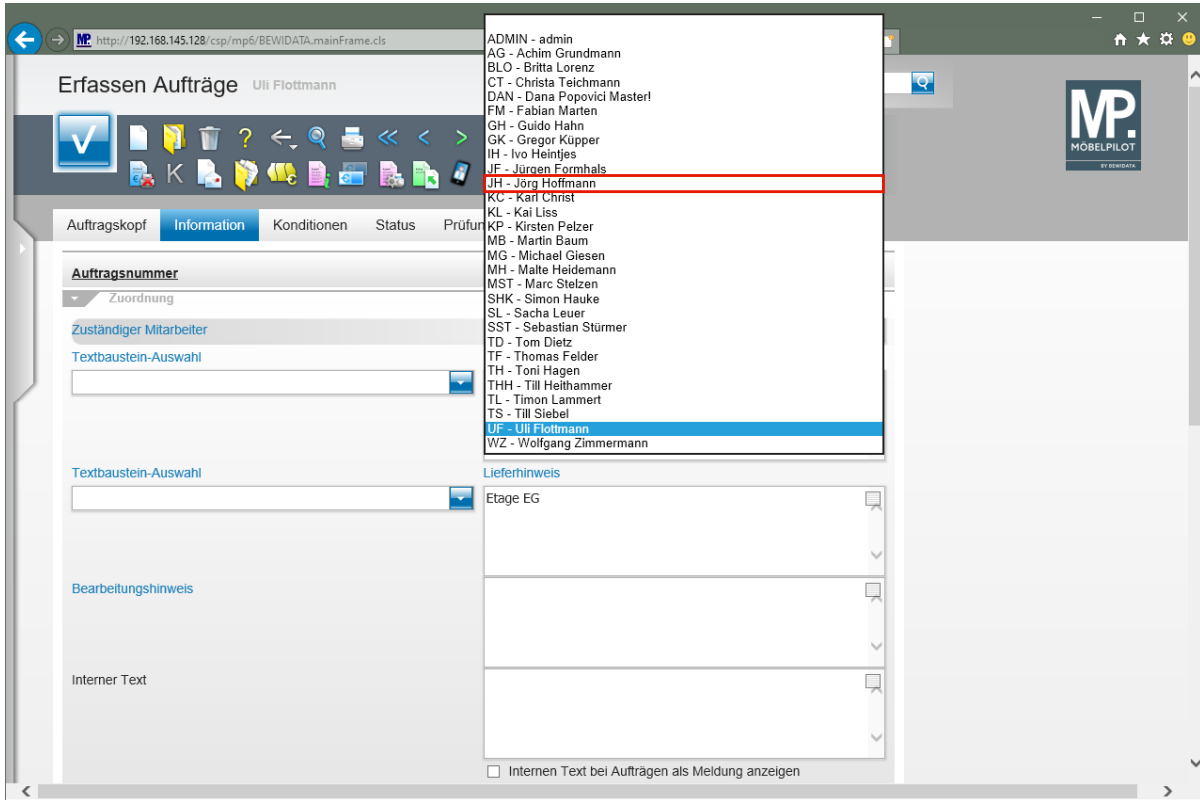 http://192.168.145.128/csp/mp6/BEWIDATA.mainFrame.cls
Erfassen Aufträge Uli Flottmann
MP.
MÖBELPILOT
BY BEWIDATA
Auftragskopf Information Konditionen Status Prüfun
Auftragsnummer
Zuordnung
Zuständiger Mitarbeiter
ADMIN - admin
AG - Achim Grundmann
BLO - Britta Lorenz
CT - Christa Teichmann
DAN - Dana Popovici Master!
FM - Fabian Marten
GH - Guido Hahn
GK - Gregor Küpper
IH - Ivo Heintjes
JF - Jürgen Formhals
JH - Jörg Hoffmann
KC - Karl Christ
KL - Kai Liss
KP - Kirsten Pelzer
MB - Martin Baum
MG - Michael Giesen
MH - Malte Heidemann
MST - Marc Stelzen
SHK - Simon Hauke
SL - Sacha Leuer
SST - Sebastian Stürmer
TD - Tom Dietz
TF - Thomas Felder
TH - Toni Hagen
THH - Till Heithammer
TL - Timon Lammert
TS - Till Siebel
UF - Uli Flottmann
WZ - Wolfgang Zimmermann
Textbaustein-Auswahl
Textbaustein-Auswahl
Lieferhinweis
Etage EG
Bearbeitungshinweis
Interner Text
Internen Text bei Aufträgen als Meldung anzeigen